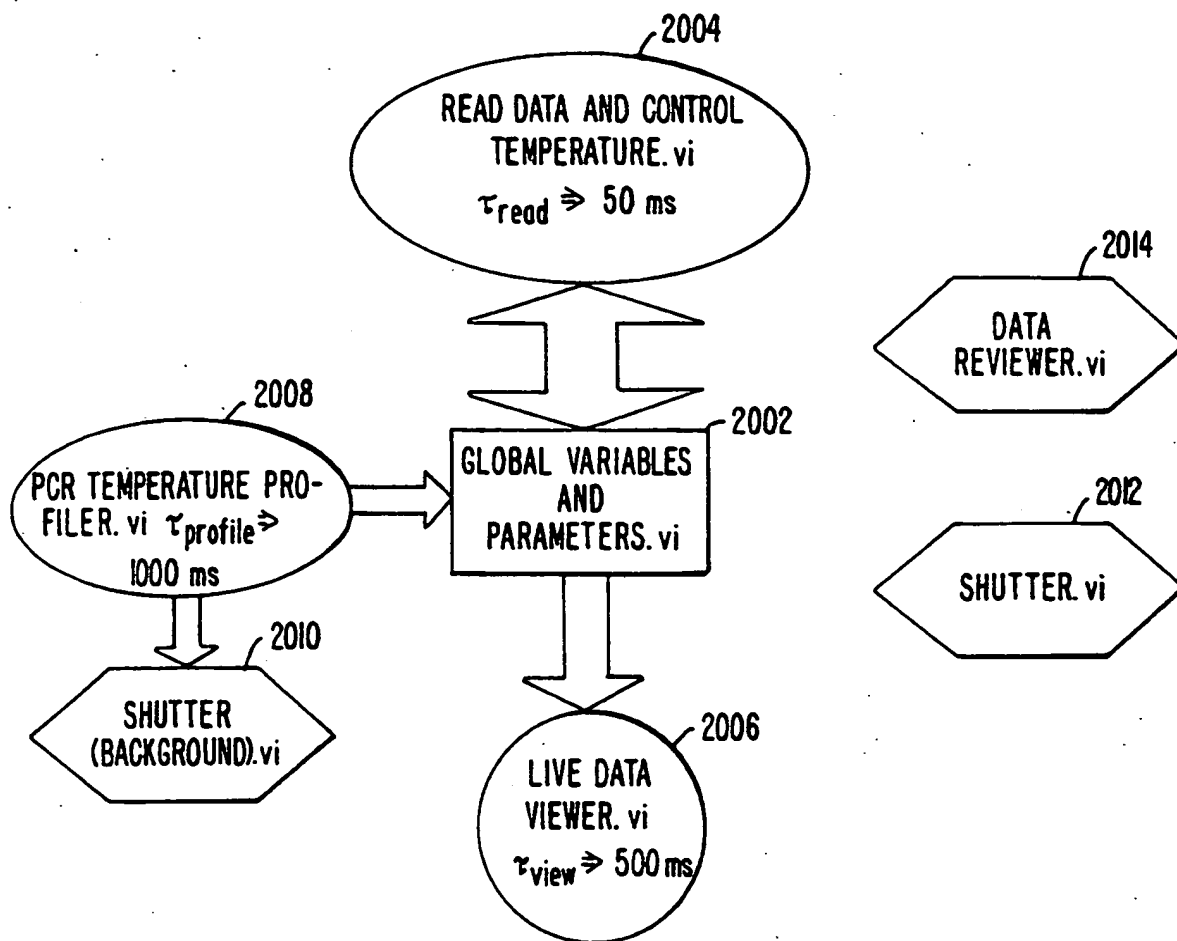 2004
READ DATA AND CONTROL
TEMPERATURE. vi
τread ⋟ 50 ms
2014
DATA
REVIEWER. vi
2008
PCR TEMPERATURE PRO-
FILER. vi τprofile ⋟
1000 ms
2002
GLOBAL VARIABLES
AND
PARAMETERS. vi
2012
SHUTTER. vi
2010
SHUTTER
(BACKGROUND). vi
2006
LIVE DATA
VIEWER. vi
τview ⋟ 500 ms